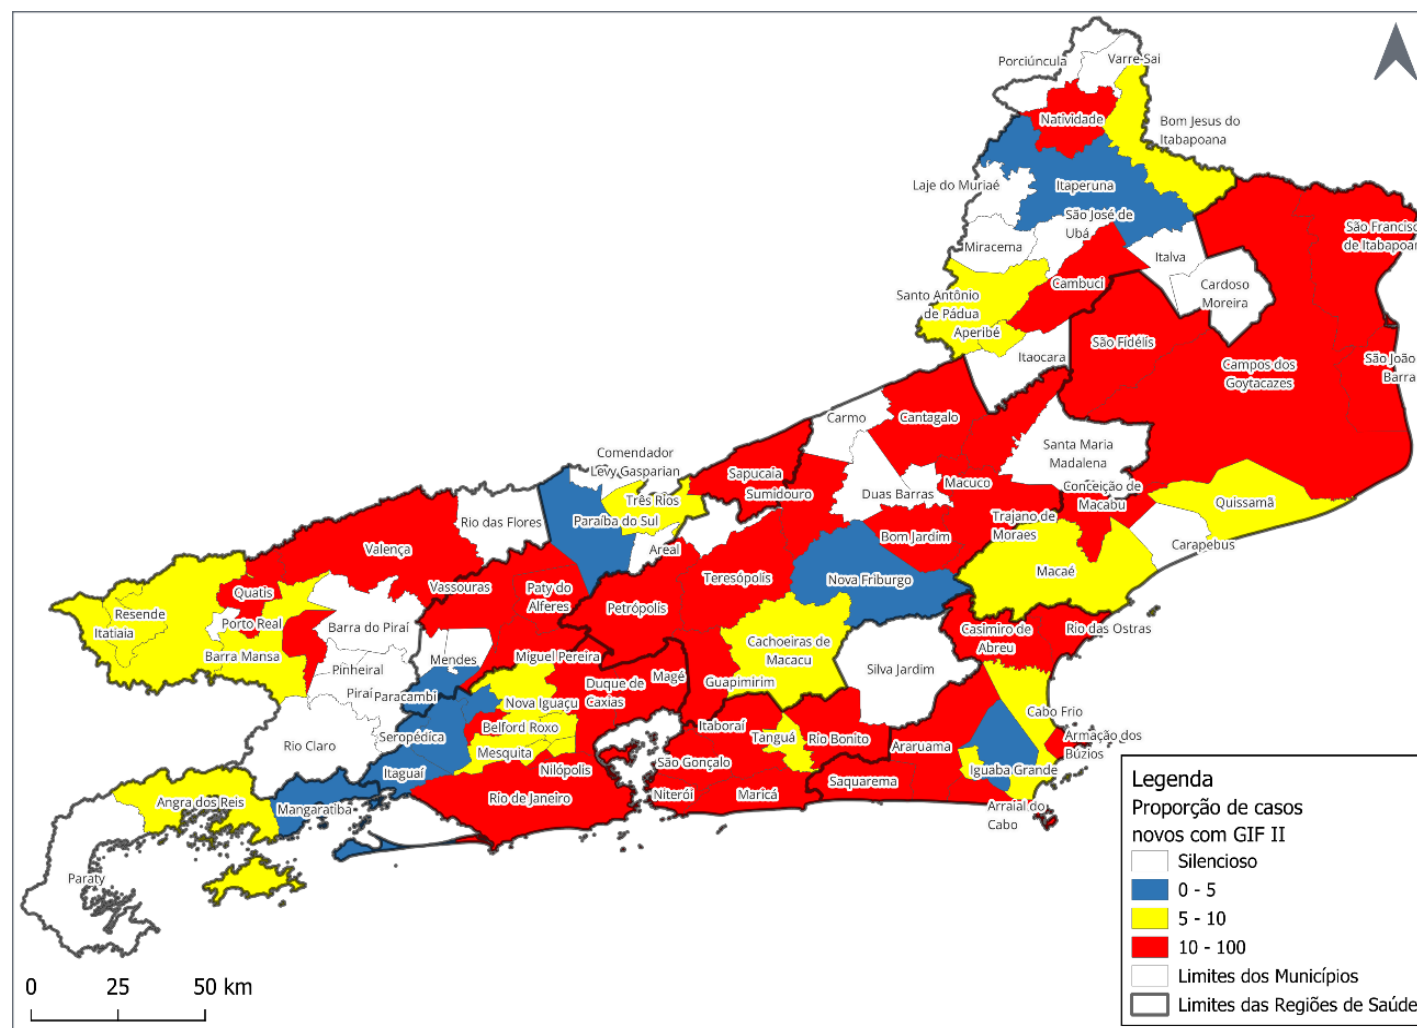 Porciúncula
Varre-Sai
Natividade
Bom Jesus do
Itabapoana
Laje do Muriaé
Itaperuna
São José de
Ubá
Miracema
Italva
São Francisc
de Itabapoan
Cambuci
Cardoso
Moreira
Santo Antônio
de Pádua
Aperibé
São Fidélis
Itaocara
Campos dos
Goytacazes
São João
Barra
Carmo
Cantagalo
Santa Maria
Madalena
Comendador
Levy Gasparian
Sapucaia
Três Rios
Sumidouro
Duas Barras
Macuco
Conceição de
Macabu
Quissamã
Rio das Flores
Paraíba do Sul
Trajano de
Moraes
Bom Jardim
Carapebus
Valença
Areal
Macaé
Vassouras
Paty do
Alferes
Teresópolis
Nova Friburgo
Quatis
Petrópolis
Resende
Itatiaia
Porto Real
Barra do Piraí
Casimiro de
Abreu
Rio das Ostras
Barra Mansa
Mendes
Miguel Pereira
Cachoeiras de
Macacu
Pinheiral
Silva Jardim
Piraí
Paracambi
Nova Iguaçu
Duque de
Caxias
Magé
Guapimirim
Cabo Frio
Rio Claro
Seropédica
Belford Roxo
Itaboraí
Tanguá
Rio Bonito
Araruama
Armação dos
Búzios
Mesquita
Itaguaí
Nilópolis
São Gonçalo
Iguaba Grande
Saquarema
Angra dos Reis
Mangaratiba
Rio de Janeiro
Niterói
Maricá
Arraial do
Cabo
Paraty
Legenda
Proporção de casos
novos com GIF II
Silencioso
0 - 5
5 - 10
10 - 100
Limites dos Municípios
Limites das Regiões de Saúde
0 25 50 km